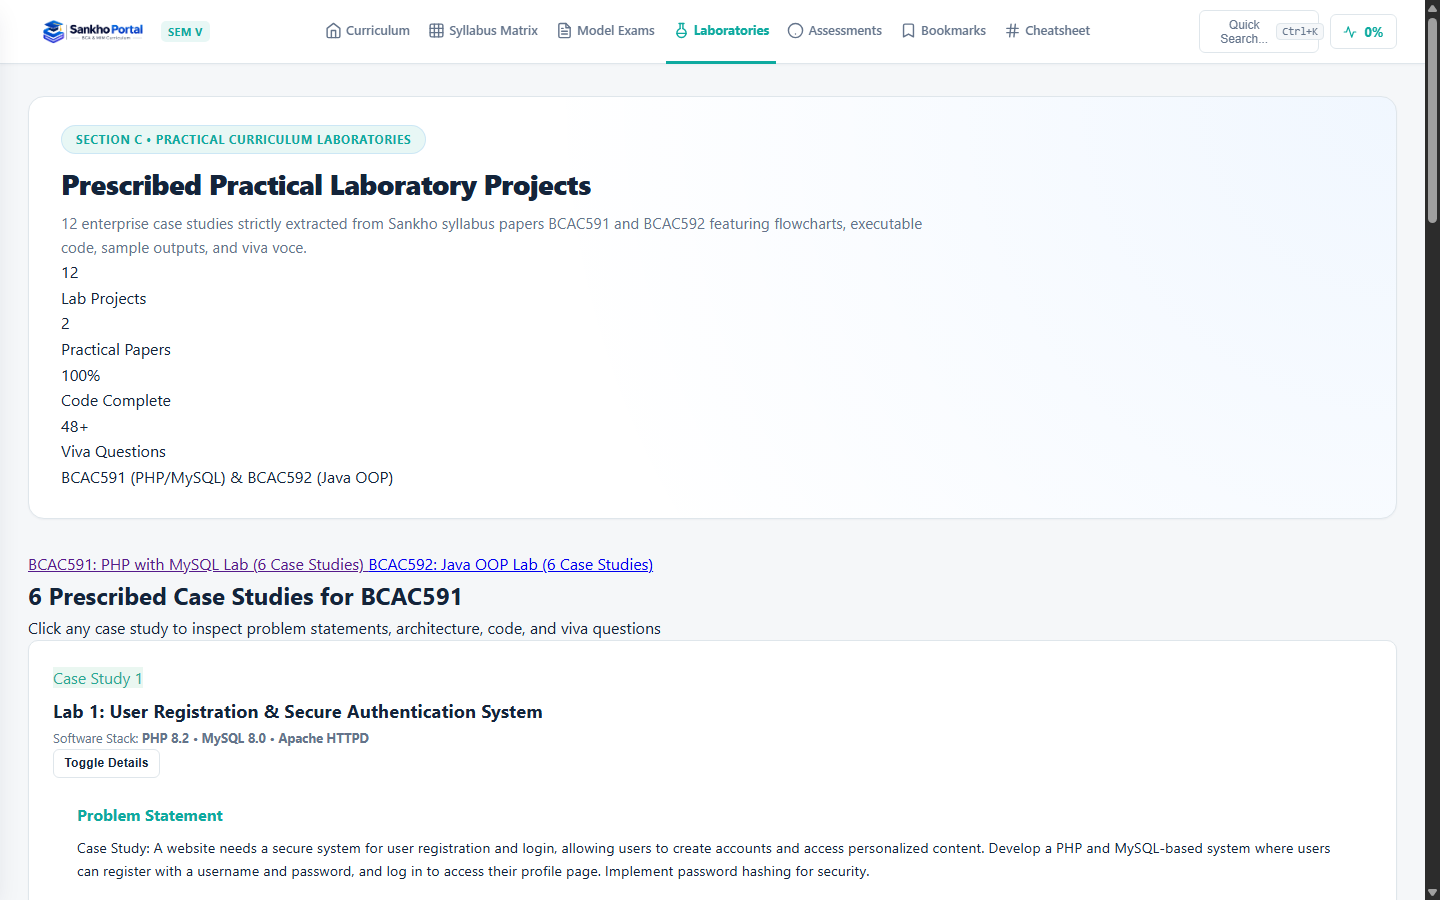 Sankho Portal
BCA & MIM Curriculum
SEM V
Curriculum
Syllabus Matrix
Model Exams
Laboratories
Assessments
Bookmarks
Cheatsheet
Quick Search...
Ctrl+K
0%
SECTION C • PRACTICAL CURRICULUM LABORATORIES
Prescribed Practical Laboratory Projects
12 enterprise case studies strictly extracted from Sankho syllabus papers BCAC591 and BCAC592 featuring flowcharts, executable
code, sample outputs, and viva voce.
12
Lab Projects
2
Practical Papers
100%
Code Complete
48+
Viva Questions
BCAC591 (PHP/MySQL) & BCAC592 (Java OOP)
BCAC591: PHP with MySQL Lab (6 Case Studies) BCAC592: Java OOP Lab (6 Case Studies)
6 Prescribed Case Studies for BCAC591
Click any case study to inspect problem statements, architecture, code, and viva questions
Case Study 1
Lab 1: User Registration & Secure Authentication System
Software Stack: PHP 8.2 • MySQL 8.0 • Apache HTTPD
Toggle Details
Problem Statement
Case Study: A website needs a secure system for user registration and login, allowing users to create accounts and access personalized content. Develop a PHP and MySQL-based system where users
can register with a username and password, and log in to access their profile page. Implement password hashing for security.